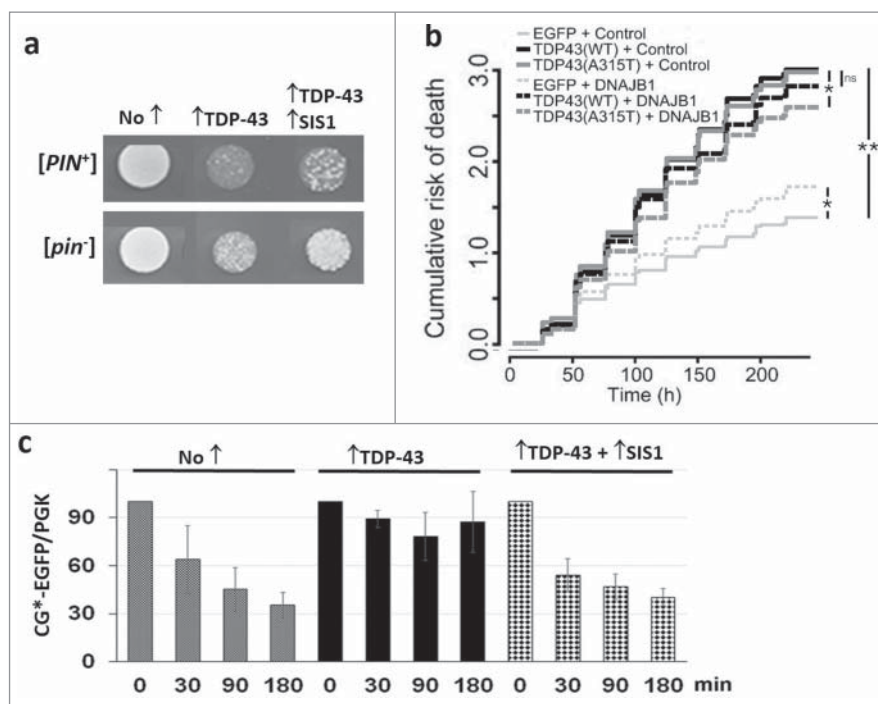 a
No ↑
↑TDP-43
↑TDP-43
↑SIS1
[PIN⁺]
[pin⁻]
b
EGFP + Control
TDP43(WT) + Control
TDP43(A315T) + Control
EGFP + DNAJB1
TDP43(WT) + DNAJB1
TDP43(A315T) + DNAJB1
Cumulative risk of death
3.0
2.0
1.0
0.0
0 50 100 150 200
Time (h)
* ns
**
*
c
No ↑ ↑TDP-43 ↑TDP-43 + ↑SIS1
CG*-EGFP/PGK
90
60
30
0
0 30 90 180 0 30 90 180 0 30 90 180 min